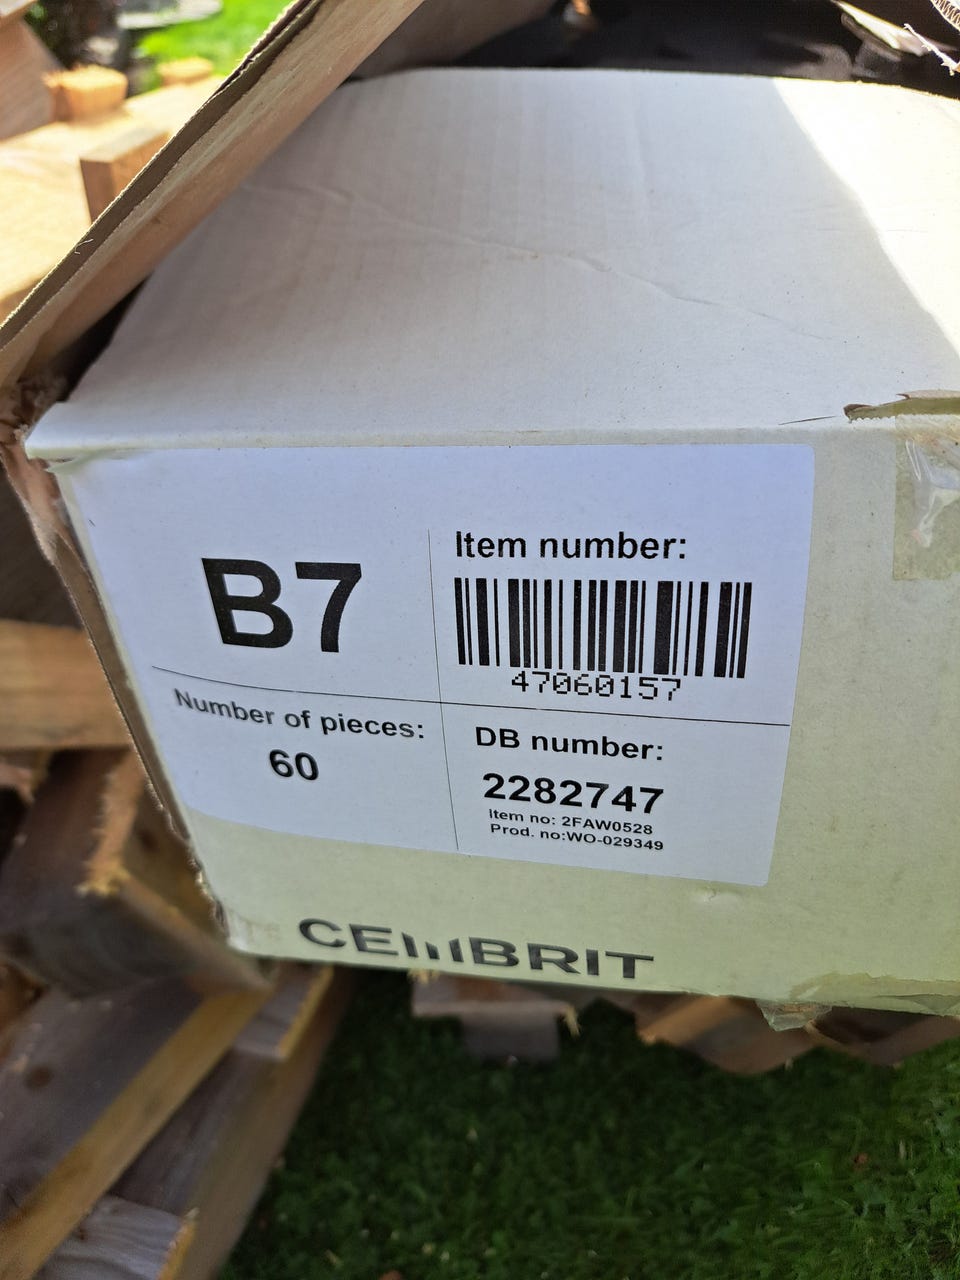 B7
Item number:
47060157
Number of pieces:
60
DB number:
2282747
Item no: 2FAW0528
Prod. no:WO-029349
CEMBRIT